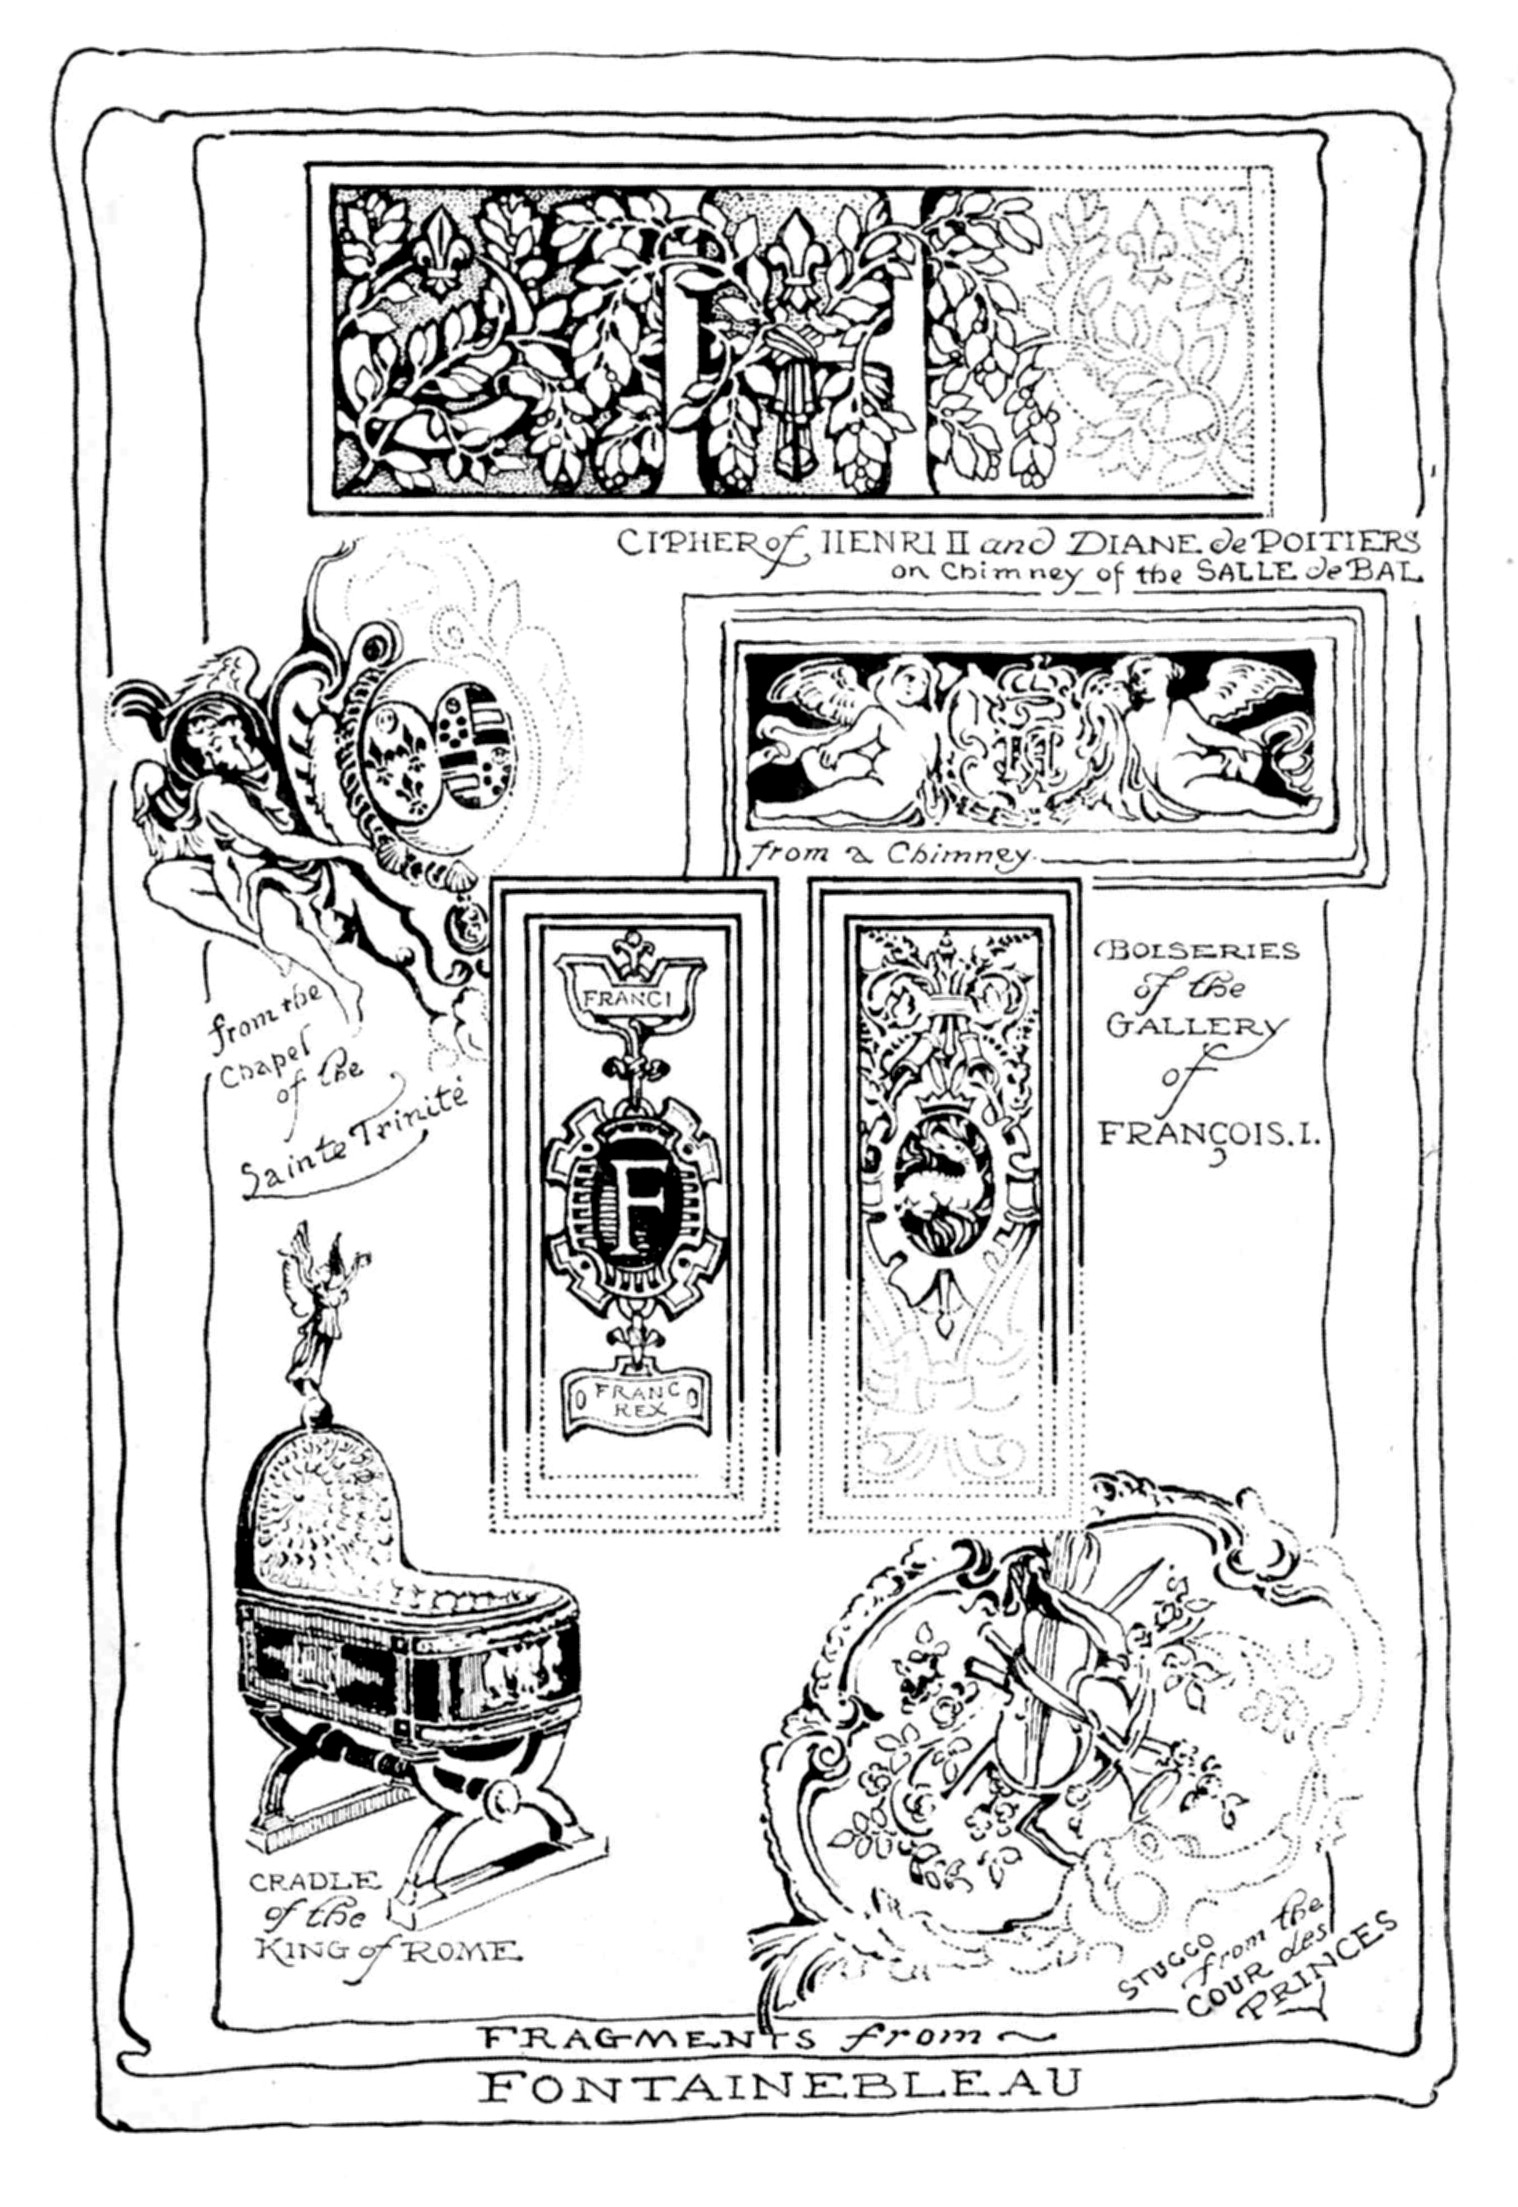 CIPHER of HENRI II and DIANE de POITIERS
on Chimney of the SALLE de BAL
from a Chimney
from the
Chapel
of the
Sainte Trinité
FRANCI
F
FRANC
REX
BOISERIES
of the
GALLERY
of
FRANÇOIS. I.
CRADLE
of the
KING of ROME
STUCCO
from the
COUR des
PRINCES
FRAGMENTS from
FONTAINEBLEAU